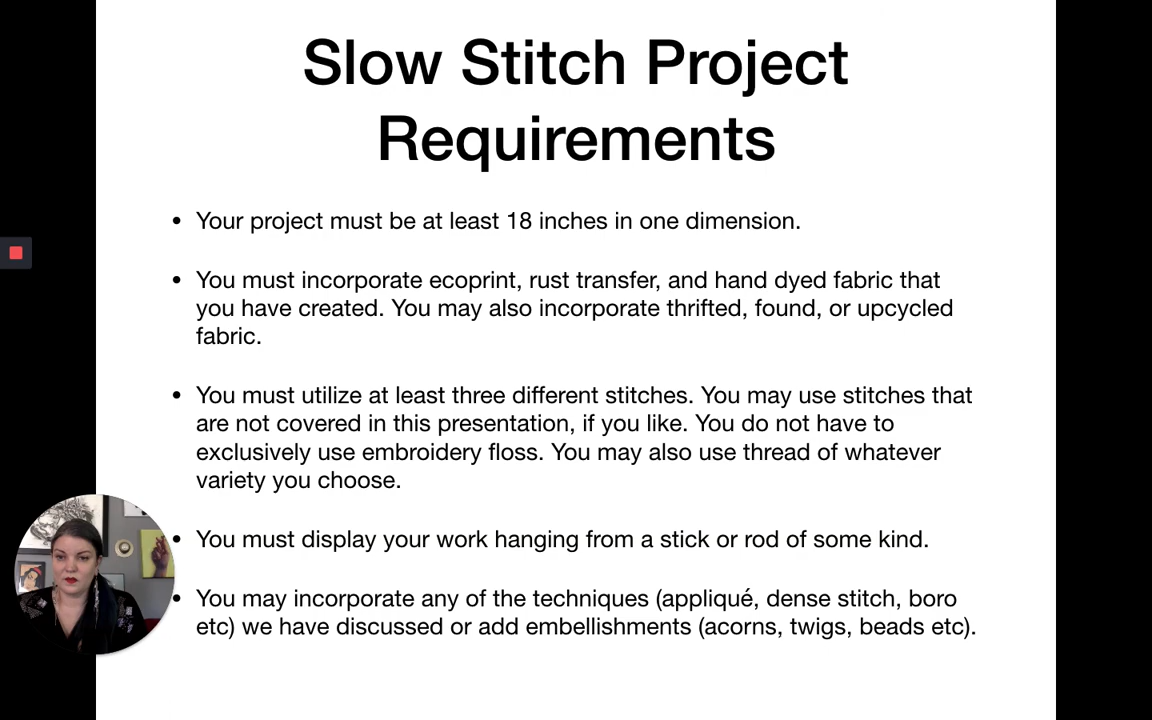 Slow Stitch Project
Requirements
• Your project must be at least 18 inches in one dimension.
• You must incorporate ecoprint, rust transfer, and hand dyed fabric that
you have created. You may also incorporate thrifted, found, or upcycled
fabric.
• You must utilize at least three different stitches. You may use stitches that
are not covered in this presentation, if you like. You do not have to
exclusively use embroidery floss. You may also use thread of whatever
variety you choose.
• You must display your work hanging from a stick or rod of some kind.
• You may incorporate any of the techniques (appliqué, dense stitch, boro
etc) we have discussed or add embellishments (acorns, twigs, beads etc).